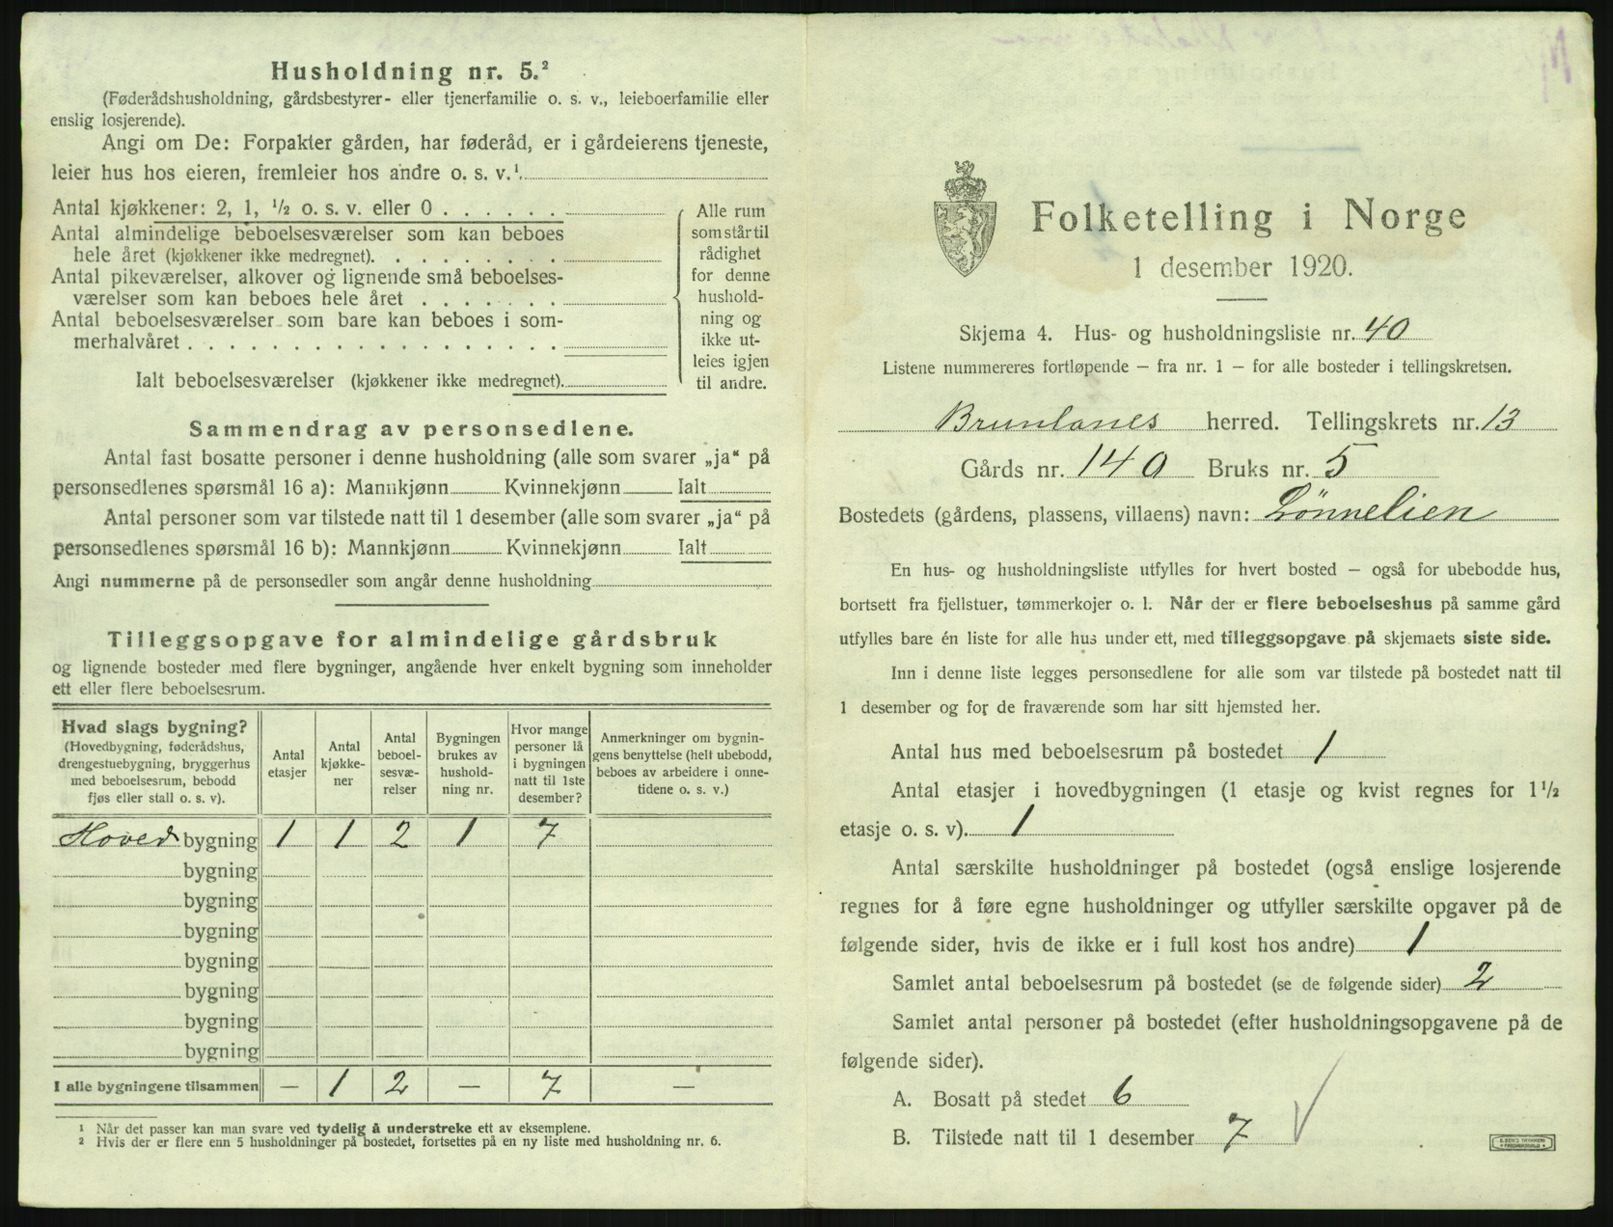 Husholdning nr. 5.²
(Føderådshusholdning, gårdsbestyrer- eller tjenerfamilie o. s. v., leieboerfamilie eller
enslig losjerende).
Angi om De: Forpakter gården, har føderåd, er i gårdeierens tjeneste,
leier hus hos eieren, fremleier hos andre o. s. v.¹
Antal kjøkkener: 2, 1, ¹/₂ o. s. v. eller 0 . . . . . .
Antal almindelige beboelsesværelser som kan beboes
hele året (kjøkkener ikke medregnet). . . . . . . . .
Antal pikeværelser, alkover og lignende små beboelses-
værelser som kan beboes hele året . . . . . . .
Antal beboelsesværelser som bare kan beboes i som-
merhalvåret . . . . . . . . . . . . . . . . . .
Ialt beboelsesværelser (kjøkkener ikke medregnet).
Alle rum
som står til
rådighet
for denne
hushold-
ning og
ikke ut-
leies igjen
til andre.
Sammendrag av personsedlene.
Antal fast bosatte personer i denne husholdning (alle som svarer „ja“ på
personsedlenes spørsmål 16 a): Mannkjønn Kvinnekjønn Ialt
Antal personer som var tilstede natt til 1 desember (alle som svarer „ja“ på
personsedlenes spørsmål 16 b): Mannkjønn Kvinnekjønn Ialt
Angi nummerne på de personsedler som angår denne husholdning
Tilleggsopgave for almindelige gårdsbruk
og lignende bosteder med flere bygninger, angående hver enkelt bygning som inneholder
ett eller flere beboelsesrum.
Hvad slags bygning?
(Hovedbygning, føderådshus,
drengestuebygning, bryggerhus
med beboelsesrum, bebodd
fjøs eller stall o. s. v).
Antal
etasjer
Antal
kjøkke-
ner
Antal
beboel-
sesvæ-
relser
Bygningen
brukes av
hushold-
ning nr.
Hvor mange
personer lå
i bygningen
natt til 1ste
desember?
Anmerkninger om bygnin-
gens benyttelse (helt ubebodd,
beboes av arbeidere i onne-
tidene o. s. v.)
Hoved bygning 1 1 2 1 7
bygning
bygning
bygning
bygning
bygning
bygning
bygning
I alle bygningene tilsammen — 1 2 — 7 —
¹ Når det passer kan man svare ved tydelig å understreke ett av eksemplene.
² Hvis der er flere enn 5 husholdninger på bostedet, fortsettes på en ny liste med husholdning nr. 6.
Folketelling i Norge
1 desember 1920.
Skjema 4. Hus- og husholdningsliste nr. 40
Listene nummereres fortløpende — fra nr. 1 — for alle bosteder i tellingskretsen.
Brunlanes herred. Tellingskrets nr. 13
Gårds nr. 140 Bruks nr. 5
Bostedets (gårdens, plassens, villaens) navn: Lønnelien
En hus- og husholdningsliste utfylles for hvert bosted — også for ubebodde hus,
bortsett fra fjellstuer, tømmerkojer o. l. Når der er flere beboelseshus på samme gård
utfylles bare én liste for alle hus under ett, med tilleggsopgave på skjemaets siste side.
Inn i denne liste legges personsedlene for alle som var tilstede på bostedet natt til
1 desember og for de fraværende som har sitt hjemsted her.
Antal hus med beboelsesrum på bostedet 1
Antal etasjer i hovedbygningen (1 etasje og kvist regnes for 1¹/₂
etasje o. s. v). 1
Antal særskilte husholdninger på bostedet (også enslige losjerende
regnes for å føre egne husholdninger og utfyller særskilte opgaver på de
følgende sider, hvis de ikke er i full kost hos andre) 1
Samlet antal beboelsesrum på bostedet (se de følgende sider) 2
Samlet antal personer på bostedet (efter husholdningsopgavene på de
følgende sider).
A. Bosatt på stedet 6
B. Tilstede natt til 1 desember 7